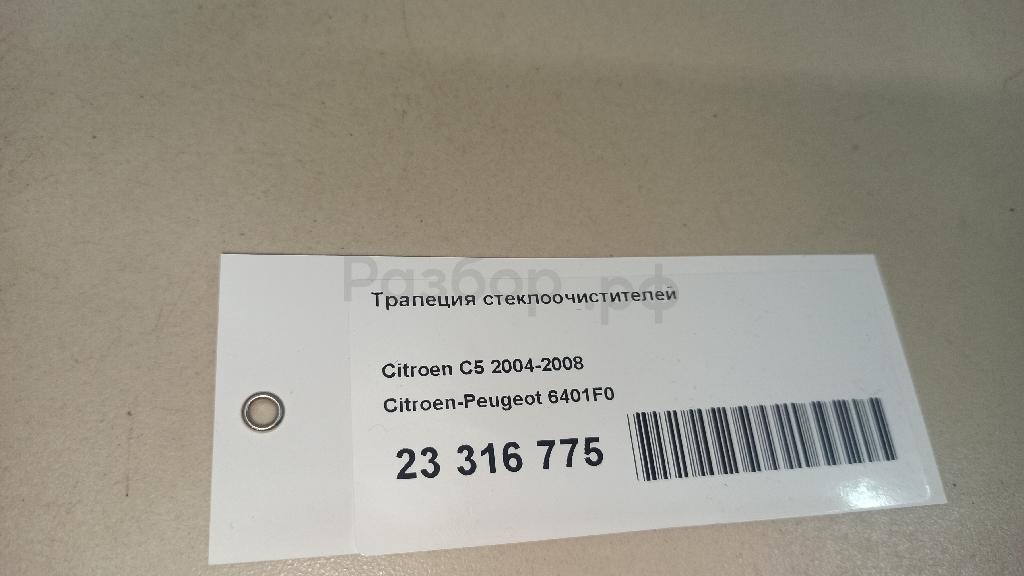 Разбор.рф
Трапеция стеклоочистителей
Citroen C5 2004-2008
Citroen-Peugeot 6401F0
23 316 775